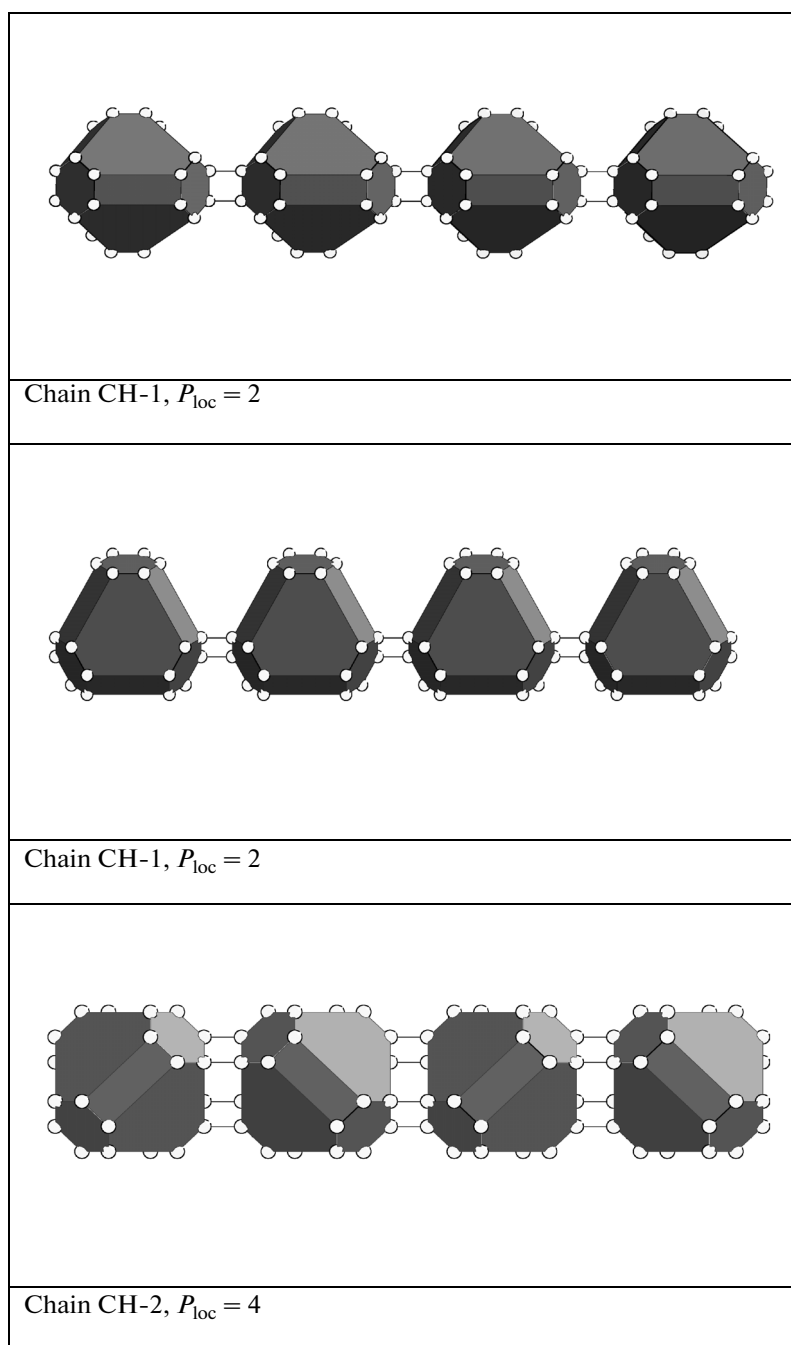 Chain CH-1, P_loc = 2
Chain CH-1, P_loc = 2
Chain CH-2, P_loc = 4